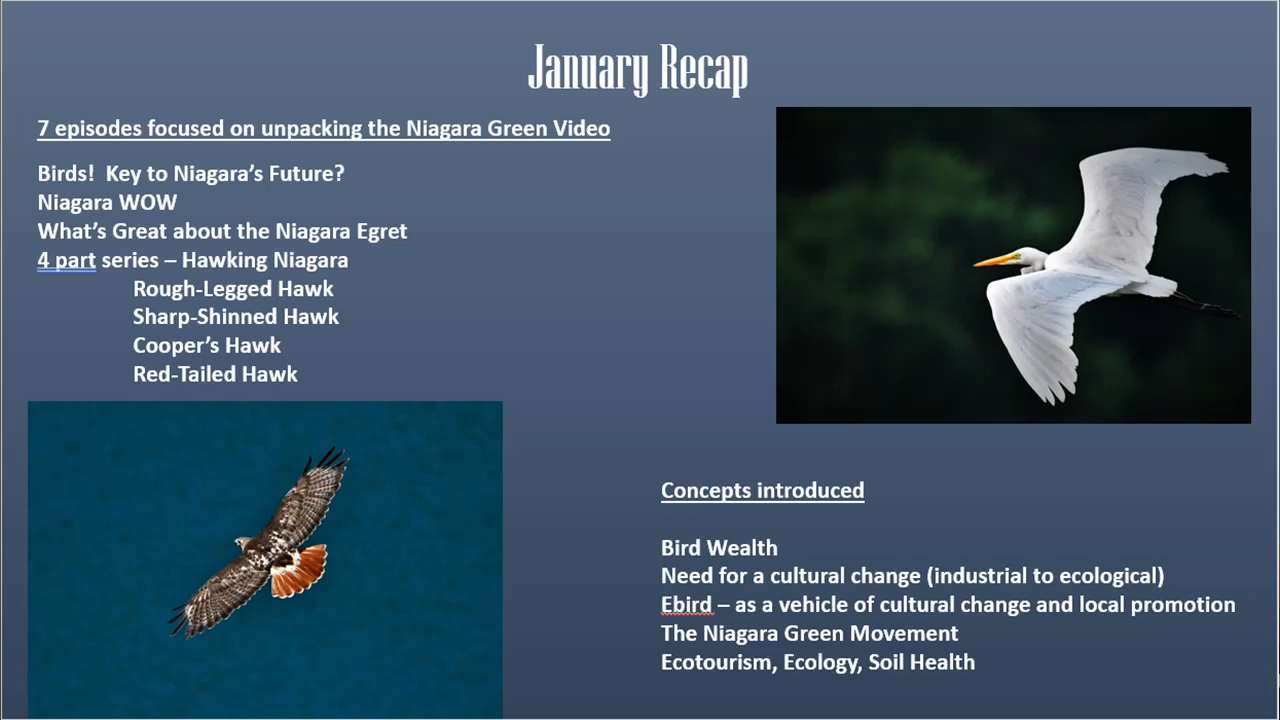 January Recap
7 episodes focused on unpacking the Niagara Green Video
Birds!  Key to Niagara’s Future?
Niagara WOW
What’s Great about the Niagara Egret
4 part series – Hawking Niagara
Rough-Legged Hawk
Sharp-Shinned Hawk
Cooper’s Hawk
Red-Tailed Hawk
Concepts introduced
Bird Wealth
Need for a cultural change (industrial to ecological)
Ebird – as a vehicle of cultural change and local promotion
The Niagara Green Movement
Ecotourism, Ecology, Soil Health